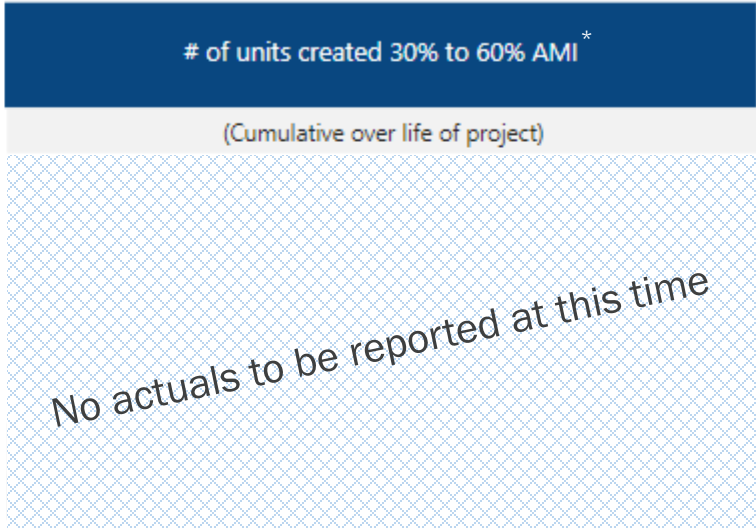 # of units created 30% to 60% AMI*
(Cumulative over life of project)
No actuals to be reported at this time